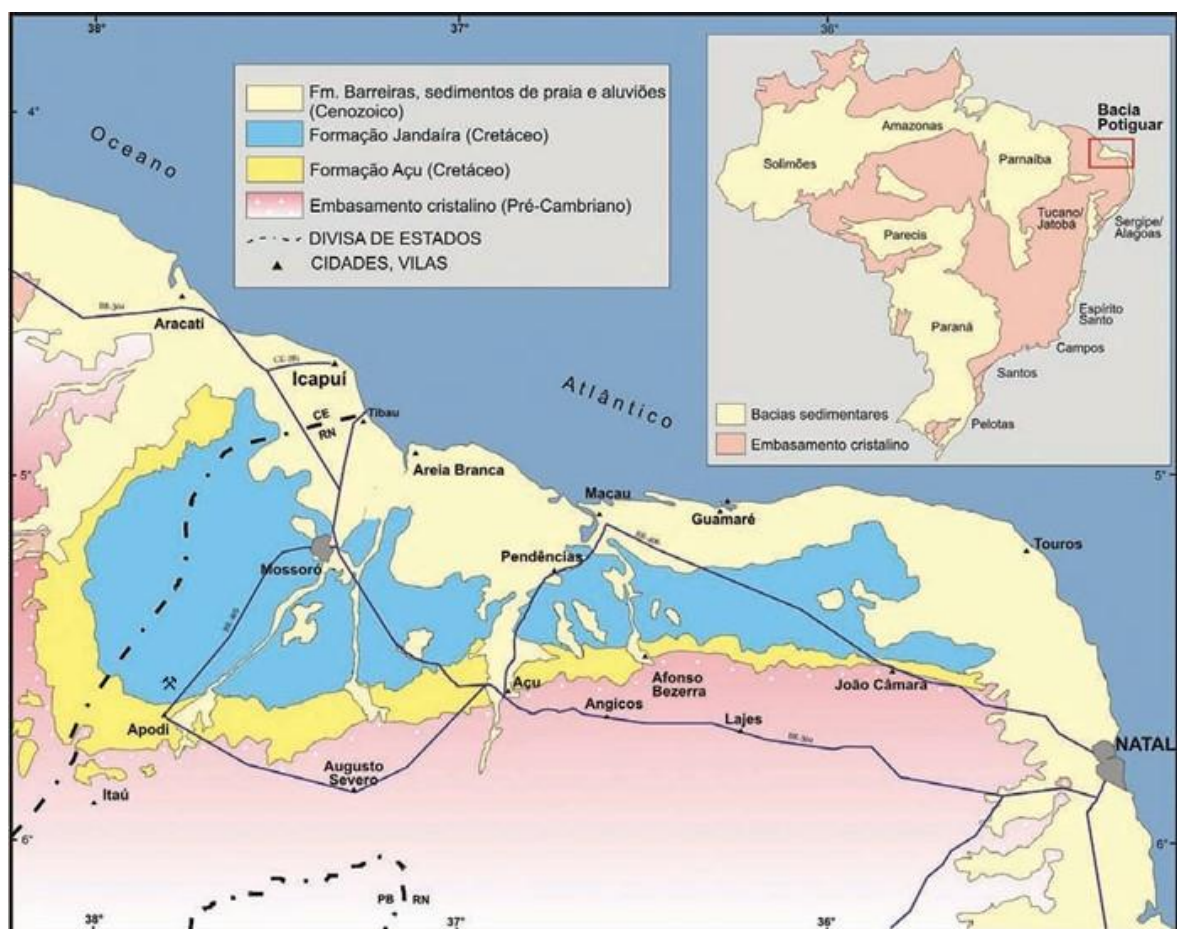 38°
37°
36°
4°
Oceano
Fm. Barreiras, sedimentos de praia e aluviões
(Cenozoico)
Formação Jandaíra (Cretáceo)
Formação Açu (Cretáceo)
Embasamento cristalino (Pré-Cambriano)
DIVISA DE ESTADOS
CIDADES, VILAS
Bacia
Potiguar
Amazonas
Solimões
Parnaíba
Tucano/
Jatobá
Sergipe/
Alagoas
Parecis
Espírito
Santo
Paraná
Campos
Santos
Pelotas
Bacias sedimentares
Embasamento cristalino
Aracati
Icapuí
Atlântico
CE
RN
Tibau
Areia Branca
5°
5°
Macau
Guamaré
Touros
Pendências
Mossoró
Açu
Afonso
Bezerra
João Câmara
Apodi
Angicos
Lajes
NATAL
Augusto
Severo
Itaú
6°
6°
PB
RN
38°
37°
36°